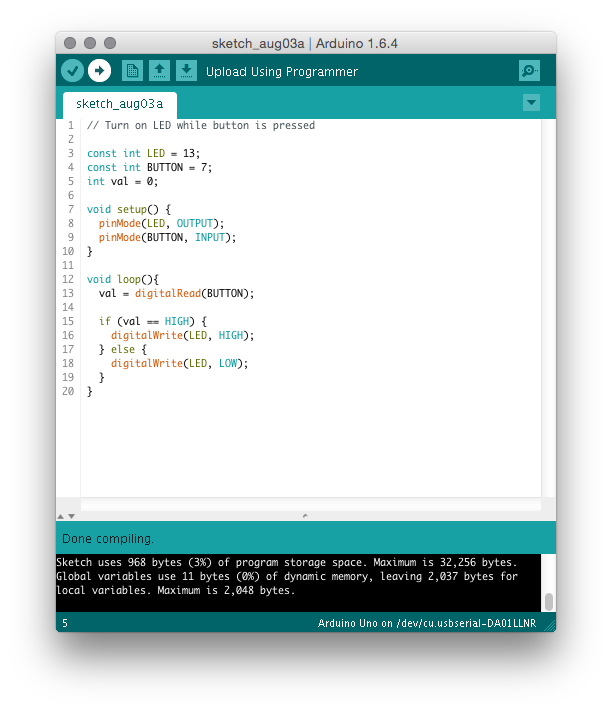 sketch_aug03a | Arduino 1.6.4
Upload Using Programmer
sketch_aug03a
1 // Turn on LED while button is pressed
2
3 const int LED = 13;
4 const int BUTTON = 7;
5 int val = 0;
6
7 void setup() {
8   pinMode(LED, OUTPUT);
9   pinMode(BUTTON, INPUT);
10 }
11
12 void loop(){
13   val = digitalRead(BUTTON);
14
15   if (val == HIGH) {
16     digitalWrite(LED, HIGH);
17   } else {
18     digitalWrite(LED, LOW);
19   }
20 }
Done compiling.
Sketch uses 968 bytes (3%) of program storage space. Maximum is 32,256 bytes.
Global variables use 11 bytes (0%) of dynamic memory, leaving 2,037 bytes for
local variables. Maximum is 2,048 bytes.
5 Arduino Uno on /dev/cu.usbserial-DA01LLNR